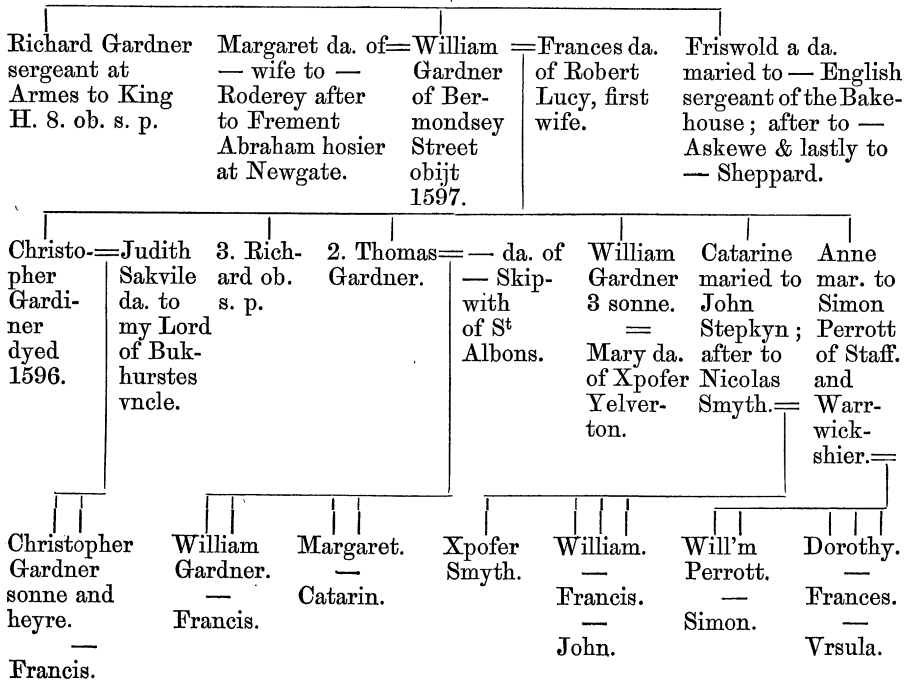 Richard Gardner
sergeant at
Armes to King
H. 8. ob. s. p.
Margaret da. of=
— wife to —
Roderey after
to Frement
Abraham hosier
at Newgate.
William
Gardner
of Ber-
mondsey
Street
obijt
1597.
=Frances da.
of Robert
Lucy, first
wife.
Friswold a da.
maried to — English
sergeant of the Bake-
house; after to —
Askewe & lastly to
— Sheppard.
Christo-=
pher
Gardi-
ner
dyed
1596.
Judith
Sakvile
da. to
my Lord
of Buk-
hurstes
vncle.
3. Rich-
ard ob.
s. p.
2. Thomas=
Gardner.
— da. of
— Skip-
with
of St
Albons.
William
Gardner
3 sonne.
=
Mary da.
of Xpofer
Yelver-
ton.
Catarine
maried to
John
Stepkyn;
after to
Nicolas
Smyth.=
Anne
mar. to
Simon
Perrott
of Staff.
and
Warr-
wick-
shier.=
Christopher
Gardner
sonne and
heyre.
—
Francis.
William
Gardner.
—
Francis.
Margaret.
—
Catarin.
Xpofer
Smyth.
William.
—
Francis.
—
John.
Will'm
Perrott.
—
Simon.
Dorothy.
—
Frances.
—
Vrsula.